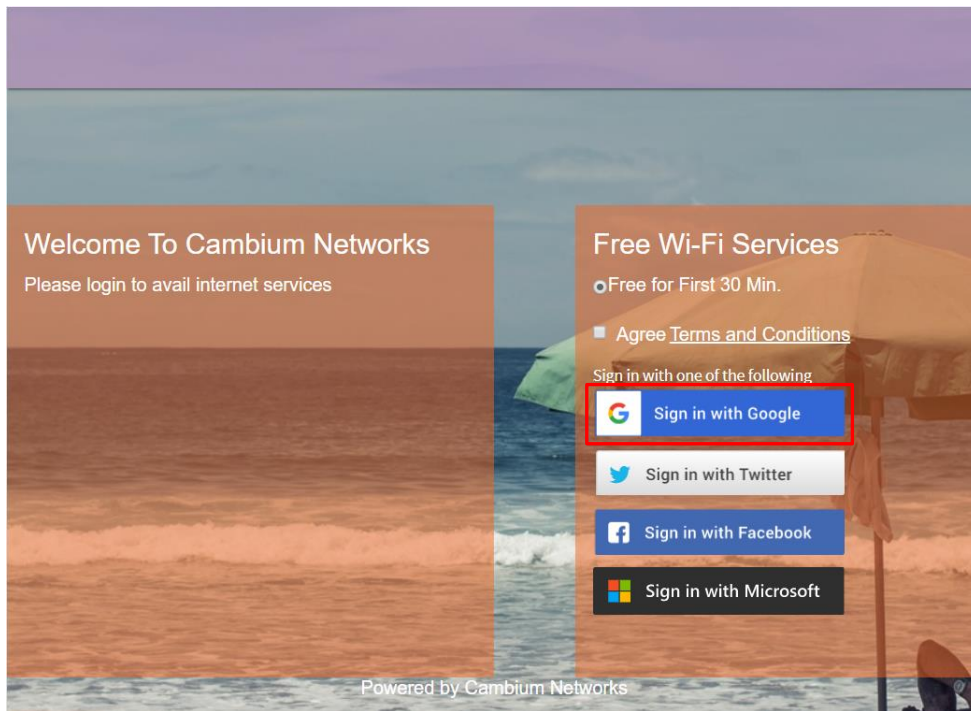 Welcome To Cambium Networks
Please login to avail internet services
Free Wi-Fi Services
Free for First 30 Min.
Agree Terms and Conditions
Sign in with one of the following
Sign in with Google
Sign in with Twitter
Sign in with Facebook
Sign in with Microsoft
Powered by Cambium Networks